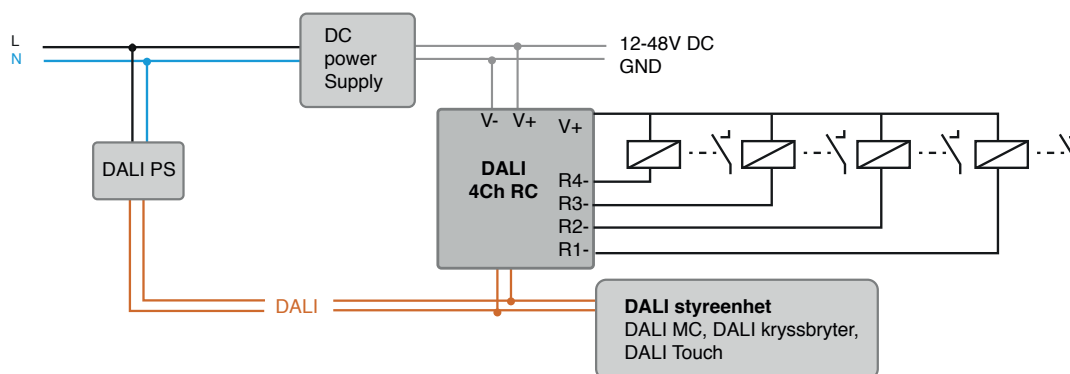 L
N
DC
power
Supply
12-48V DC
GND
V- V+
V+
DALI
4Ch RC
R4-
R3-
R2-
R1-
DALI PS
DALI
DALI styreenhet
DALI MC, DALI kryssbryter,
DALI Touch